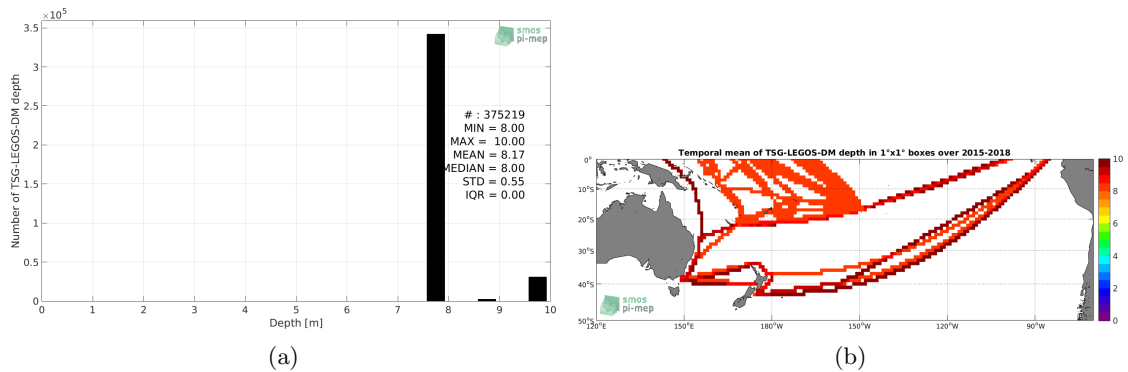 ×10⁵
smos
pi-mep
3.5
3
2.5
2
1.5
1
0.5
0
Number of TSG-LEGOS-DM depth
# : 375219
MIN = 8.00
MAX = 10.00
MEAN = 8.17
MEDIAN = 8.00
STD = 0.55
IQR = 0.00
0 1 2 3 4 5 6 7 8 9 10
Depth [m]
(a)
Temporal mean of TSG-LEGOS-DM depth in 1°x1° boxes over 2015-2018
0°
10°S
20°S
30°S
40°S
50°S
smos
pi-mep
120°E 150°E 180°W 150°W 120°W 90°W
10
8
6
4
2
0
(b)